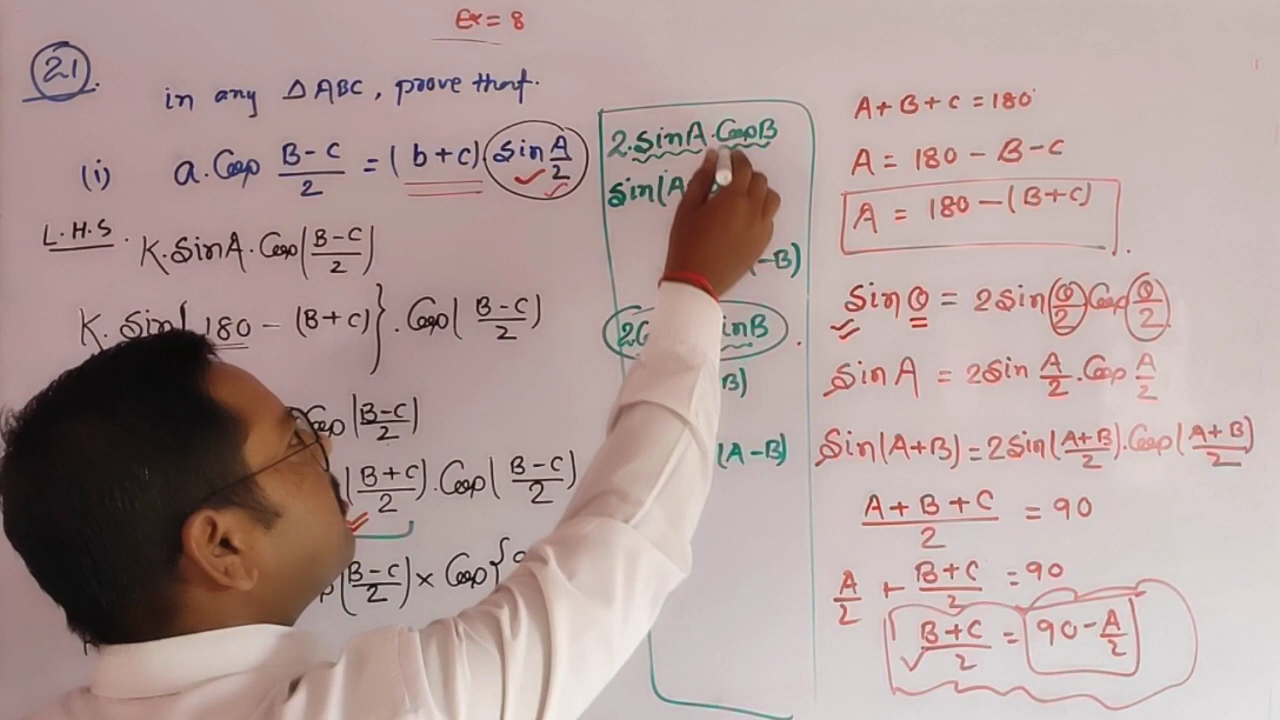 Ex = 8
21.
in any △ABC, prove that.
(i) a.Cos B-C/2 = (b+c) sin A/2
L.H.S. K.sinA.Cos(B-C/2)
K. Sin{180-(B+C)}.Cos(B-C/2)
Cos(B-C/2)
(B+C/2).Cos(B-C/2)
(B-C/2)×Cos{
2.sinA.CosB
sin(A
-B)
inB
B)
(A-B)
A+B+C=180°
A = 180-B-C
A = 180-(B+C)
Sin θ = 2sin(θ/2)Cos(θ/2)
Sin A = 2Sin A/2.Cos A/2
Sin(A+B)=2Sin(A+B/2).Cos(A+B/2)
A+B+C/2 = 90
A/2 + B+C/2 = 90
B+C/2 = 90-A/2